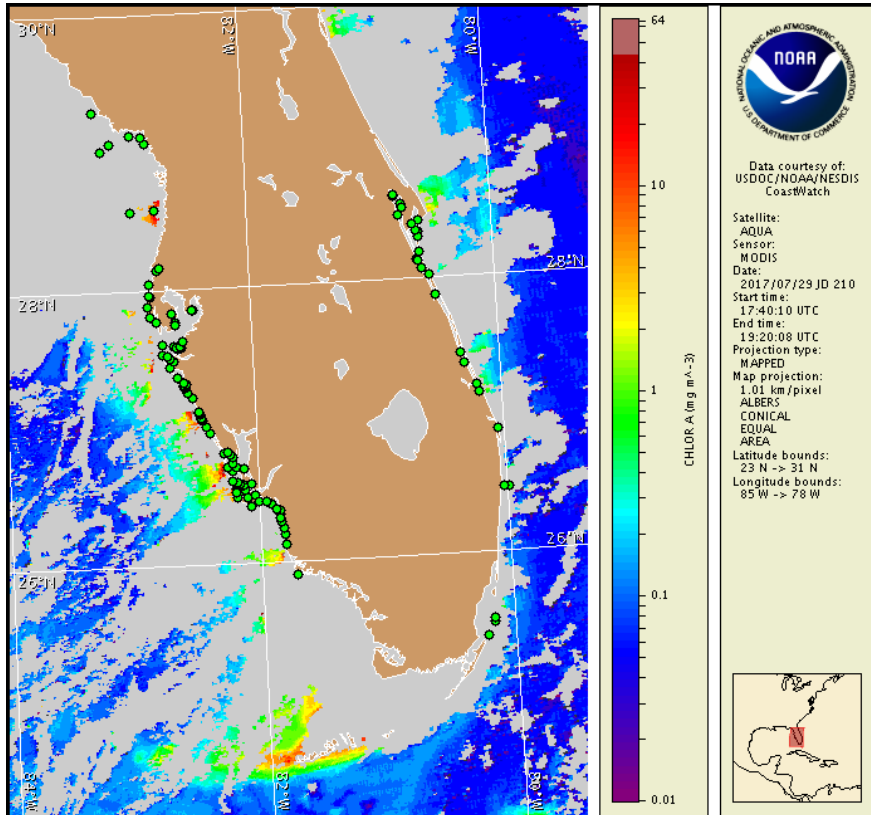 30°N
82°W
80°W
28°N
28°N
26°N
26°N
84°W
82°W
80°W
64
10
1
0.1
0.01
CHLOR A (mg m^-3)
NATIONAL OCEANIC AND ATMOSPHERIC ADMINISTRATION
NOAA
U.S. DEPARTMENT OF COMMERCE
Data courtesy of:
USDOC/NOAA/NESDIS
CoastWatch
Satellite:
AQUA
Sensor:
MODIS
Date:
2017/07/29 JD 210
Start time:
17:40:10 UTC
End time:
19:20:08 UTC
Projection type:
MAPPED
Map projection:
1.01 km/pixel
ALBERS
CONICAL
EQUAL
AREA
Latitude bounds:
23 N -> 31 N
Longitude bounds:
85 W -> 78 W